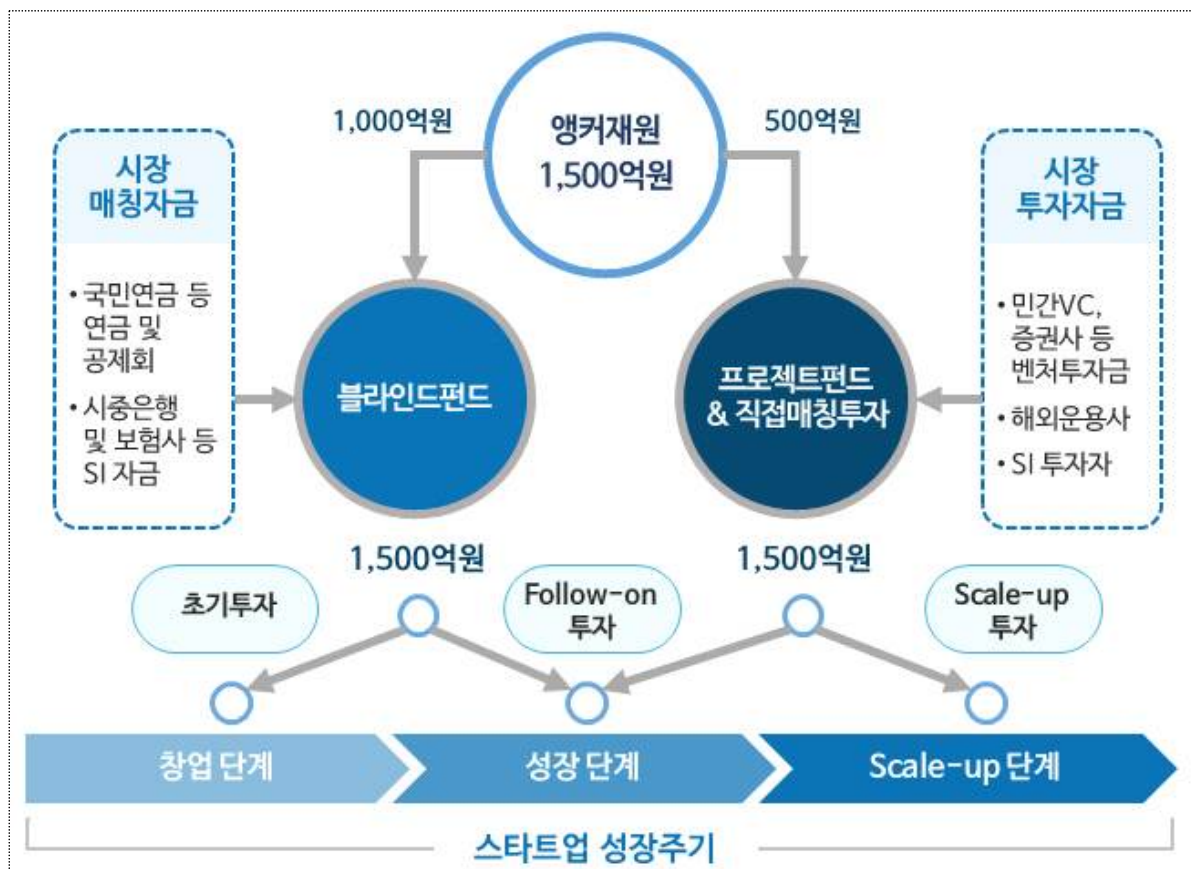 앵커재원
1,500억원
1,000억원
500억원
시장
매칭자금
• 국민연금 등
연금 및
공제회
• 시중은행
및 보험사 등
SI 자금
블라인드펀드
프로젝트펀드
& 직접매칭투자
시장
투자자금
• 민간VC,
증권사 등
벤처투자금
• 해외운용사
• SI 투자자
1,500억원
1,500억원
초기투자
Follow-on
투자
Scale-up
투자
창업 단계
성장 단계
Scale-up 단계
스타트업 성장주기